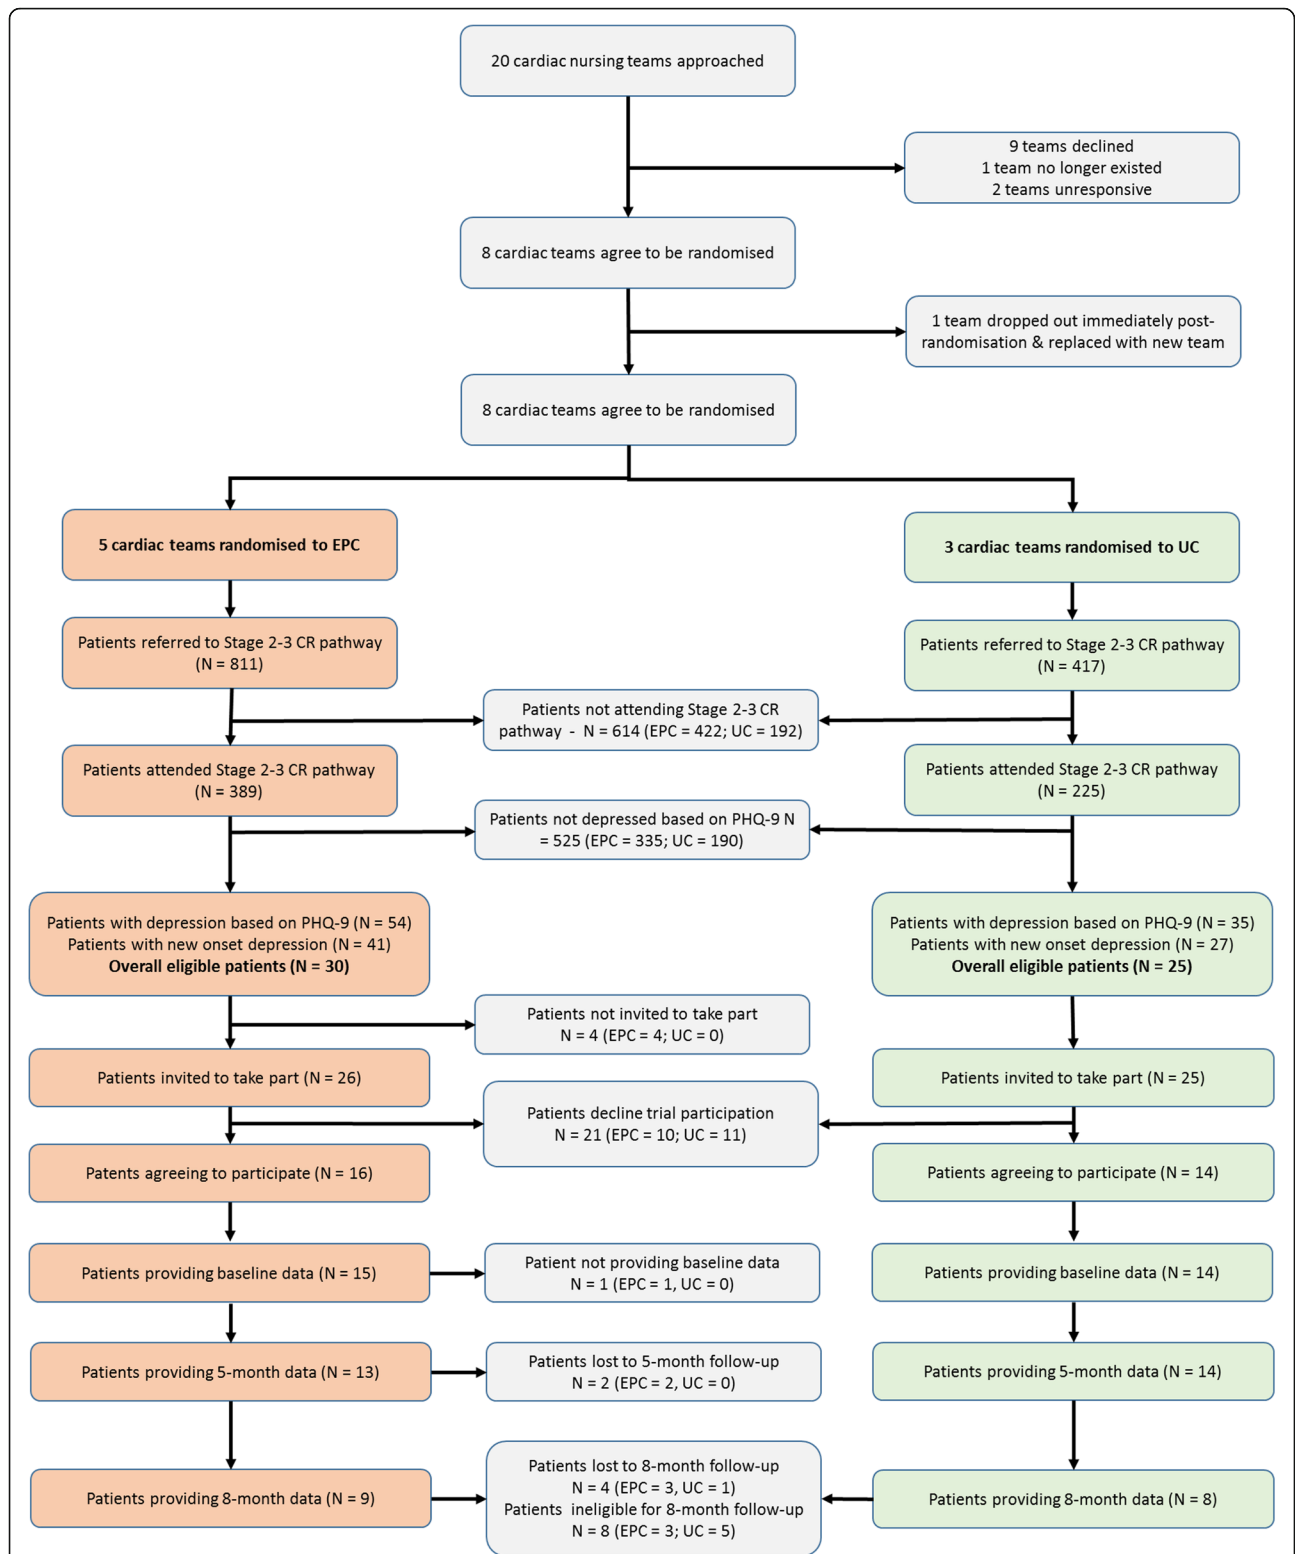 20 cardiac nursing teams approached
9 teams declined
1 team no longer existed
2 teams unresponsive
8 cardiac teams agree to be randomised
1 team dropped out immediately post-
randomisation & replaced with new team
8 cardiac teams agree to be randomised
5 cardiac teams randomised to EPC
3 cardiac teams randomised to UC
Patients referred to Stage 2-3 CR pathway
(N = 811)
Patients referred to Stage 2-3 CR pathway
(N = 417)
Patients not attending Stage 2-3 CR
pathway - N = 614 (EPC = 422; UC = 192)
Patients attended Stage 2-3 CR pathway
(N = 389)
Patients attended Stage 2-3 CR pathway
(N = 225)
Patients not depressed based on PHQ-9 N
= 525 (EPC = 335; UC = 190)
Patients with depression based on PHQ-9 (N = 54)
Patients with new onset depression (N = 41)
Overall eligible patients (N = 30)
Patients with depression based on PHQ-9 (N = 35)
Patients with new onset depression (N = 27)
Overall eligible patients (N = 25)
Patients not invited to take part
N = 4 (EPC = 4; UC = 0)
Patients invited to take part (N = 26)
Patients invited to take part (N = 25)
Patients decline trial participation
N = 21 (EPC = 10; UC = 11)
Patents agreeing to participate (N = 16)
Patients agreeing to participate (N = 14)
Patients providing baseline data (N = 15)
Patient not providing baseline data
N = 1 (EPC = 1, UC = 0)
Patients providing baseline data (N = 14)
Patients providing 5-month data (N = 13)
Patients lost to 5-month follow-up
N = 2 (EPC = 2, UC = 0)
Patients providing 5-month data (N = 14)
Patients providing 8-month data (N = 9)
Patients lost to 8-month follow-up
N = 4 (EPC = 3, UC = 1)
Patients ineligible for 8-month follow-up
N = 8 (EPC = 3; UC = 5)
Patients providing 8-month data (N = 8)